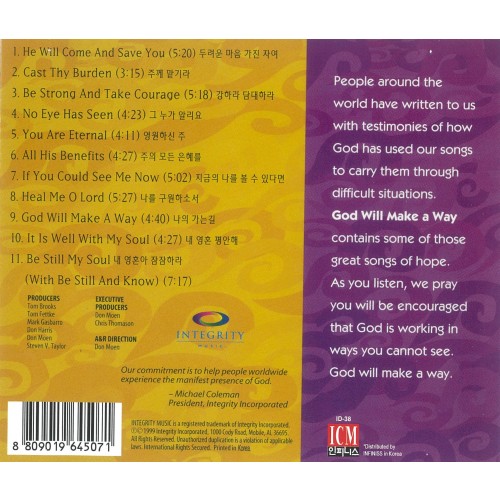 1. He Will Come And Save You (5:20) 두려운 마음 가진 자여
2. Cast Thy Burden (3:15) 주께 맡기라
3. Be Strong And Take Courage (5:18) 강하라 담대하라
4. No Eye Has Seen (4:23) 그 누가 말리요
5. You Are Eternal (4:11) 영원하신 주
6. All His Benefits (4:27) 주의 모든 은혜를
7. If You Could See Me Now (5:02) 지금의 나를 볼 수 있다면
8. Heal Me O Lord (5:20) 나를 구원하소서
9. God Will Make A Way (4:40) 나의 가는길
10. It Is Well With My Soul (4:27) 내 영혼 평안해
11. Be Still My Soul 내 영혼아 잠잠하라
(With Be Still And Know) (7:17)
PRODUCERS
Tom Brooks
Tom Fettke
Mark Gasbarre
Don Harris
Don Moen
Steven V. Taylor
EXECUTIVE
PRODUCERS
Don Moen
Chris Thomason
A&R DIRECTION
Don Moen
INTEGRITY
MUSIC
Our commitment is to help people worldwide
experience the manifest presence of God.
– Michael Coleman
President, Integrity Incorporated
8 809019 645071
INTEGRITY MUSIC is a registered trademark of Integrity Incorporated.
1999 Integrity Incorporated, 1000 Cody Road, Mobile, AL 36695
All Rights Reserved. Unauthorized duplication is a violation of applicable
laws. International Rights Secured. Printed in Korea
People around the
world have written to us
with testimonies of how
God has used our songs
to carry them through
difficult situations.
God Will Make a Way
contains some of those
great songs of hope.
As you listen, we pray
you will be encouraged
that God is working in
ways you cannot see.
God will make a way.
ID-38
ICM
인피니스
*Distributed by
INFINISS in Korea